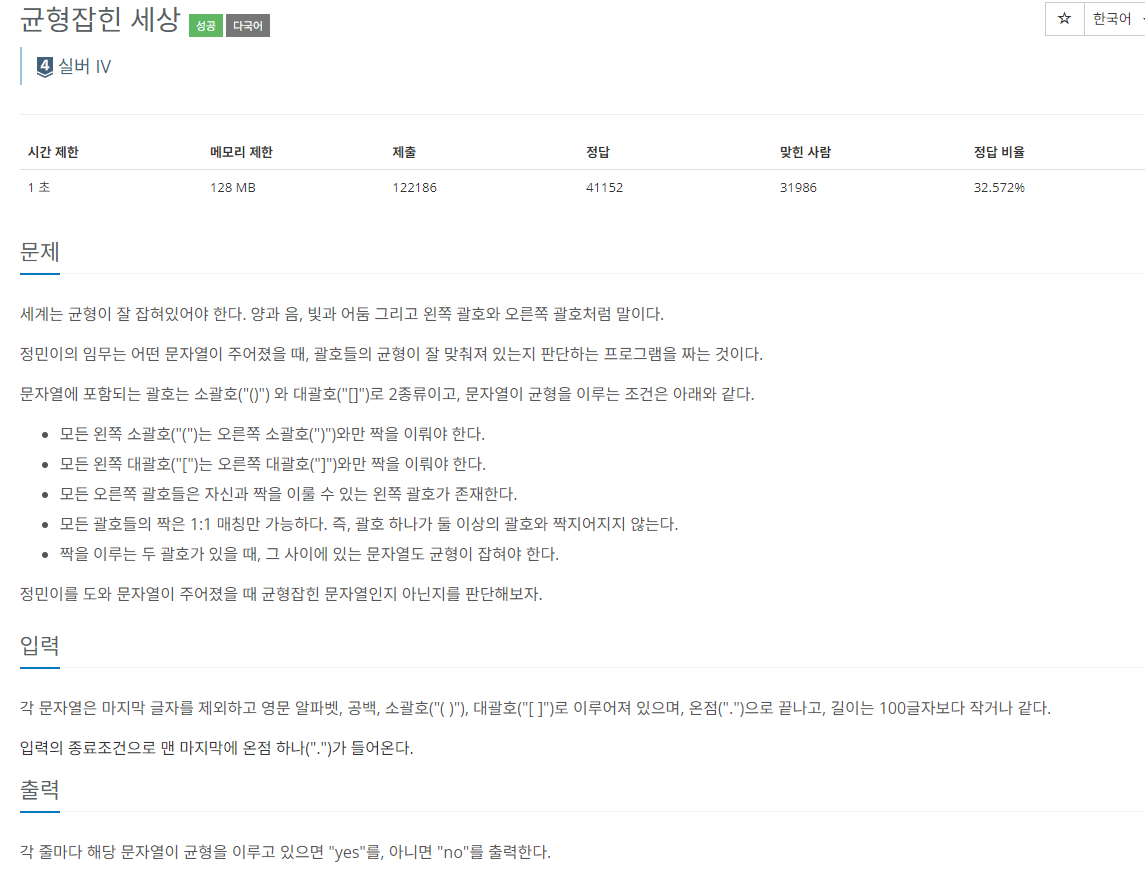 균형잡힌 세상 성공 다국어
☆ 한국어
4 실버 IV
시간 제한 메모리 제한 제출 정답 맞힌 사람 정답 비율
1 초 128 MB 122186 41152 31986 32.572%
문제
세계는 균형이 잘 잡혀있어야 한다. 양과 음, 빛과 어둠 그리고 왼쪽 괄호와 오른쪽 괄호처럼 말이다.
정민이의 임무는 어떤 문자열이 주어졌을 때, 괄호들의 균형이 잘 맞춰져 있는지 판단하는 프로그램을 짜는 것이다.
문자열에 포함되는 괄호는 소괄호("()") 와 대괄호("[]")로 2종류이고, 문자열이 균형을 이루는 조건은 아래와 같다.
• 모든 왼쪽 소괄호("(")는 오른쪽 소괄호(")")와만 짝을 이뤄야 한다.
• 모든 왼쪽 대괄호("[")는 오른쪽 대괄호("]")와만 짝을 이뤄야 한다.
• 모든 오른쪽 괄호들은 자신과 짝을 이룰 수 있는 왼쪽 괄호가 존재한다.
• 모든 괄호들의 짝은 1:1 매칭만 가능하다. 즉, 괄호 하나가 둘 이상의 괄호와 짝지어지지 않는다.
• 짝을 이루는 두 괄호가 있을 때, 그 사이에 있는 문자열도 균형이 잡혀야 한다.
정민이를 도와 문자열이 주어졌을 때 균형잡힌 문자열인지 아닌지를 판단해보자.
입력
각 문자열은 마지막 글자를 제외하고 영문 알파벳, 공백, 소괄호("( )"), 대괄호("[ ]")로 이루어져 있으며, 온점(".")으로 끝나고, 길이는 100글자보다 작거나 같다.
입력의 종료조건으로 맨 마지막에 온점 하나(".")가 들어온다.
출력
각 줄마다 해당 문자열이 균형을 이루고 있으면 "yes"를, 아니면 "no"를 출력한다.